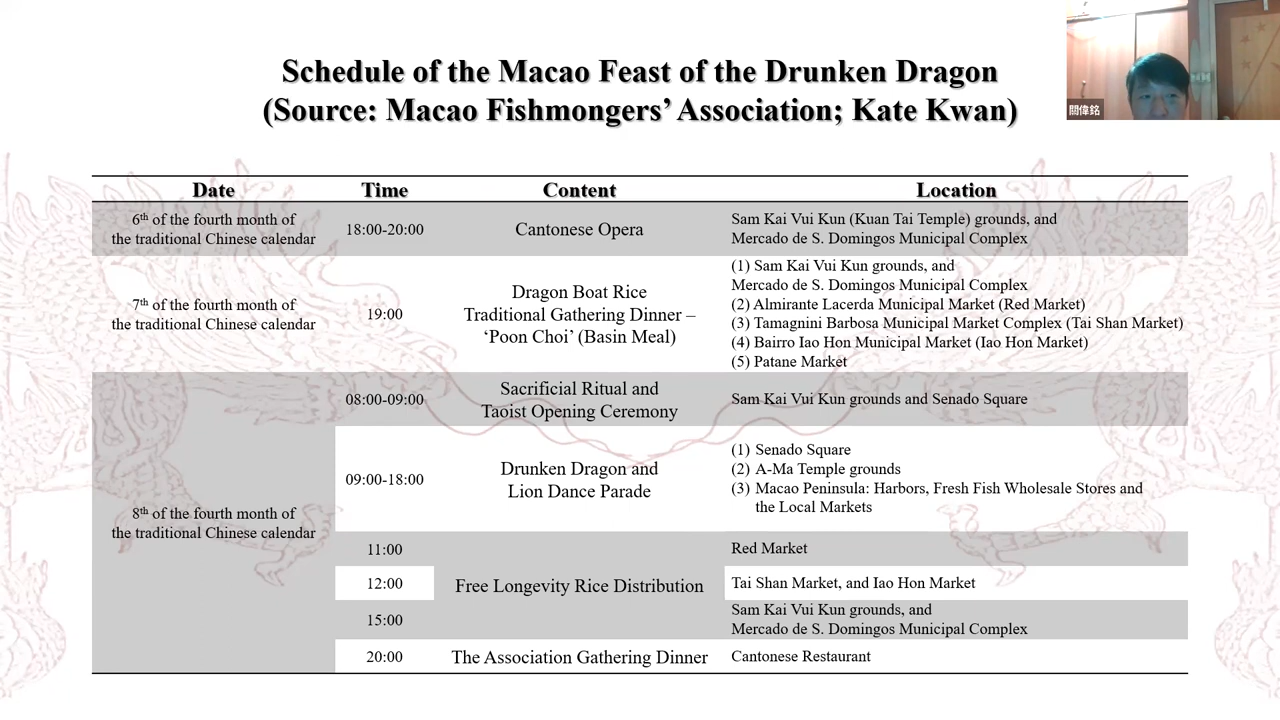 Schedule of the Macao Feast of the Drunken Dragon
(Source: Macao Fishmongers’ Association; Kate Kwan)
關偉銘
Date Time Content Location
6th of the fourth month of
the traditional Chinese calendar
18:00-20:00
Cantonese Opera
Sam Kai Vui Kun (Kuan Tai Temple) grounds, and
Mercado de S. Domingos Municipal Complex
7th of the fourth month of
the traditional Chinese calendar
19:00
Dragon Boat Rice
Traditional Gathering Dinner –
‘Poon Choi’ (Basin Meal)
(1) Sam Kai Vui Kun grounds, and
Mercado de S. Domingos Municipal Complex
(2) Almirante Lacerda Municipal Market (Red Market)
(3) Tamagnini Barbosa Municipal Market Complex (Tai Shan Market)
(4) Bairro Iao Hon Municipal Market (Iao Hon Market)
(5) Patane Market
8th of the fourth month of
the traditional Chinese calendar
08:00-09:00
Sacrificial Ritual and
Taoist Opening Ceremony
Sam Kai Vui Kun grounds and Senado Square
09:00-18:00
Drunken Dragon and
Lion Dance Parade
(1) Senado Square
(2) A-Ma Temple grounds
(3) Macao Peninsula: Harbors, Fresh Fish Wholesale Stores and
the Local Markets
11:00
Free Longevity Rice Distribution
Red Market
12:00
Tai Shan Market, and Iao Hon Market
15:00
Sam Kai Vui Kun grounds, and
Mercado de S. Domingos Municipal Complex
20:00
The Association Gathering Dinner
Cantonese Restaurant